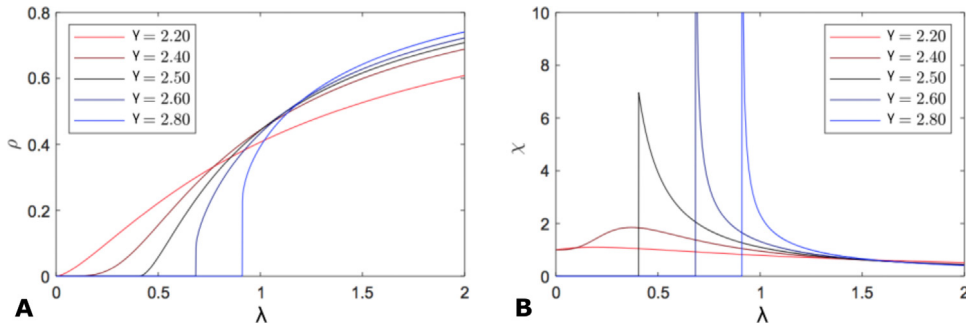 0.8
0.6
0.4
0.2
0
ρ
γ = 2.20
γ = 2.40
γ = 2.50
γ = 2.60
γ = 2.80
0 0.5 1 1.5 2
λ
A
10
8
6
4
2
0
χ
γ = 2.20
γ = 2.40
γ = 2.50
γ = 2.60
γ = 2.80
0 0.5 1 1.5 2
λ
B